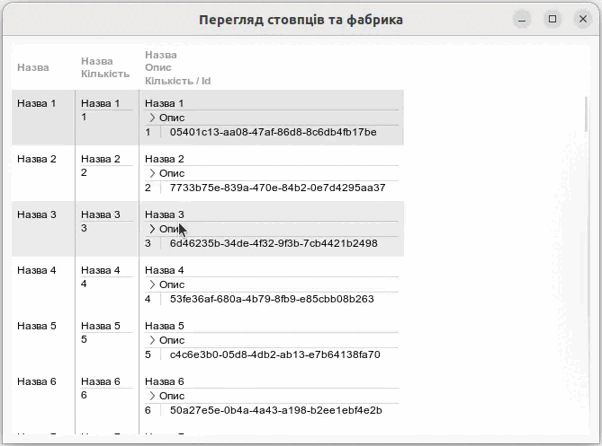 Перегляд стовпців та фабрика
Назва
Назва
Кількість
Назва
Опис
Кількість / Id
Назва 1
Назва 1
1
Назва 1
Опис
1 05401c13-aa08-47af-86d8-8c6db4fb17be
Назва 2
Назва 2
2
Назва 2
Опис
2 7733b75e-839a-470e-84b2-0e7d4295aa37
Назва 3
Назва 3
3
Назва 3
Опис
3 6d46235b-34de-4f32-9f3b-7cb4421b2498
Назва 4
Назва 4
4
Назва 4
Опис
4 53fe36af-680a-4b79-8fb9-e85cbb08b263
Назва 5
Назва 5
5
Назва 5
Опис
5 c4c6e3b0-05d8-4db2-ab13-e7b64138fa70
Назва 6
Назва 6
6
Назва 6
Опис
6 50a27e5e-0b4a-4a43-a198-b2ee1ebf4e2b